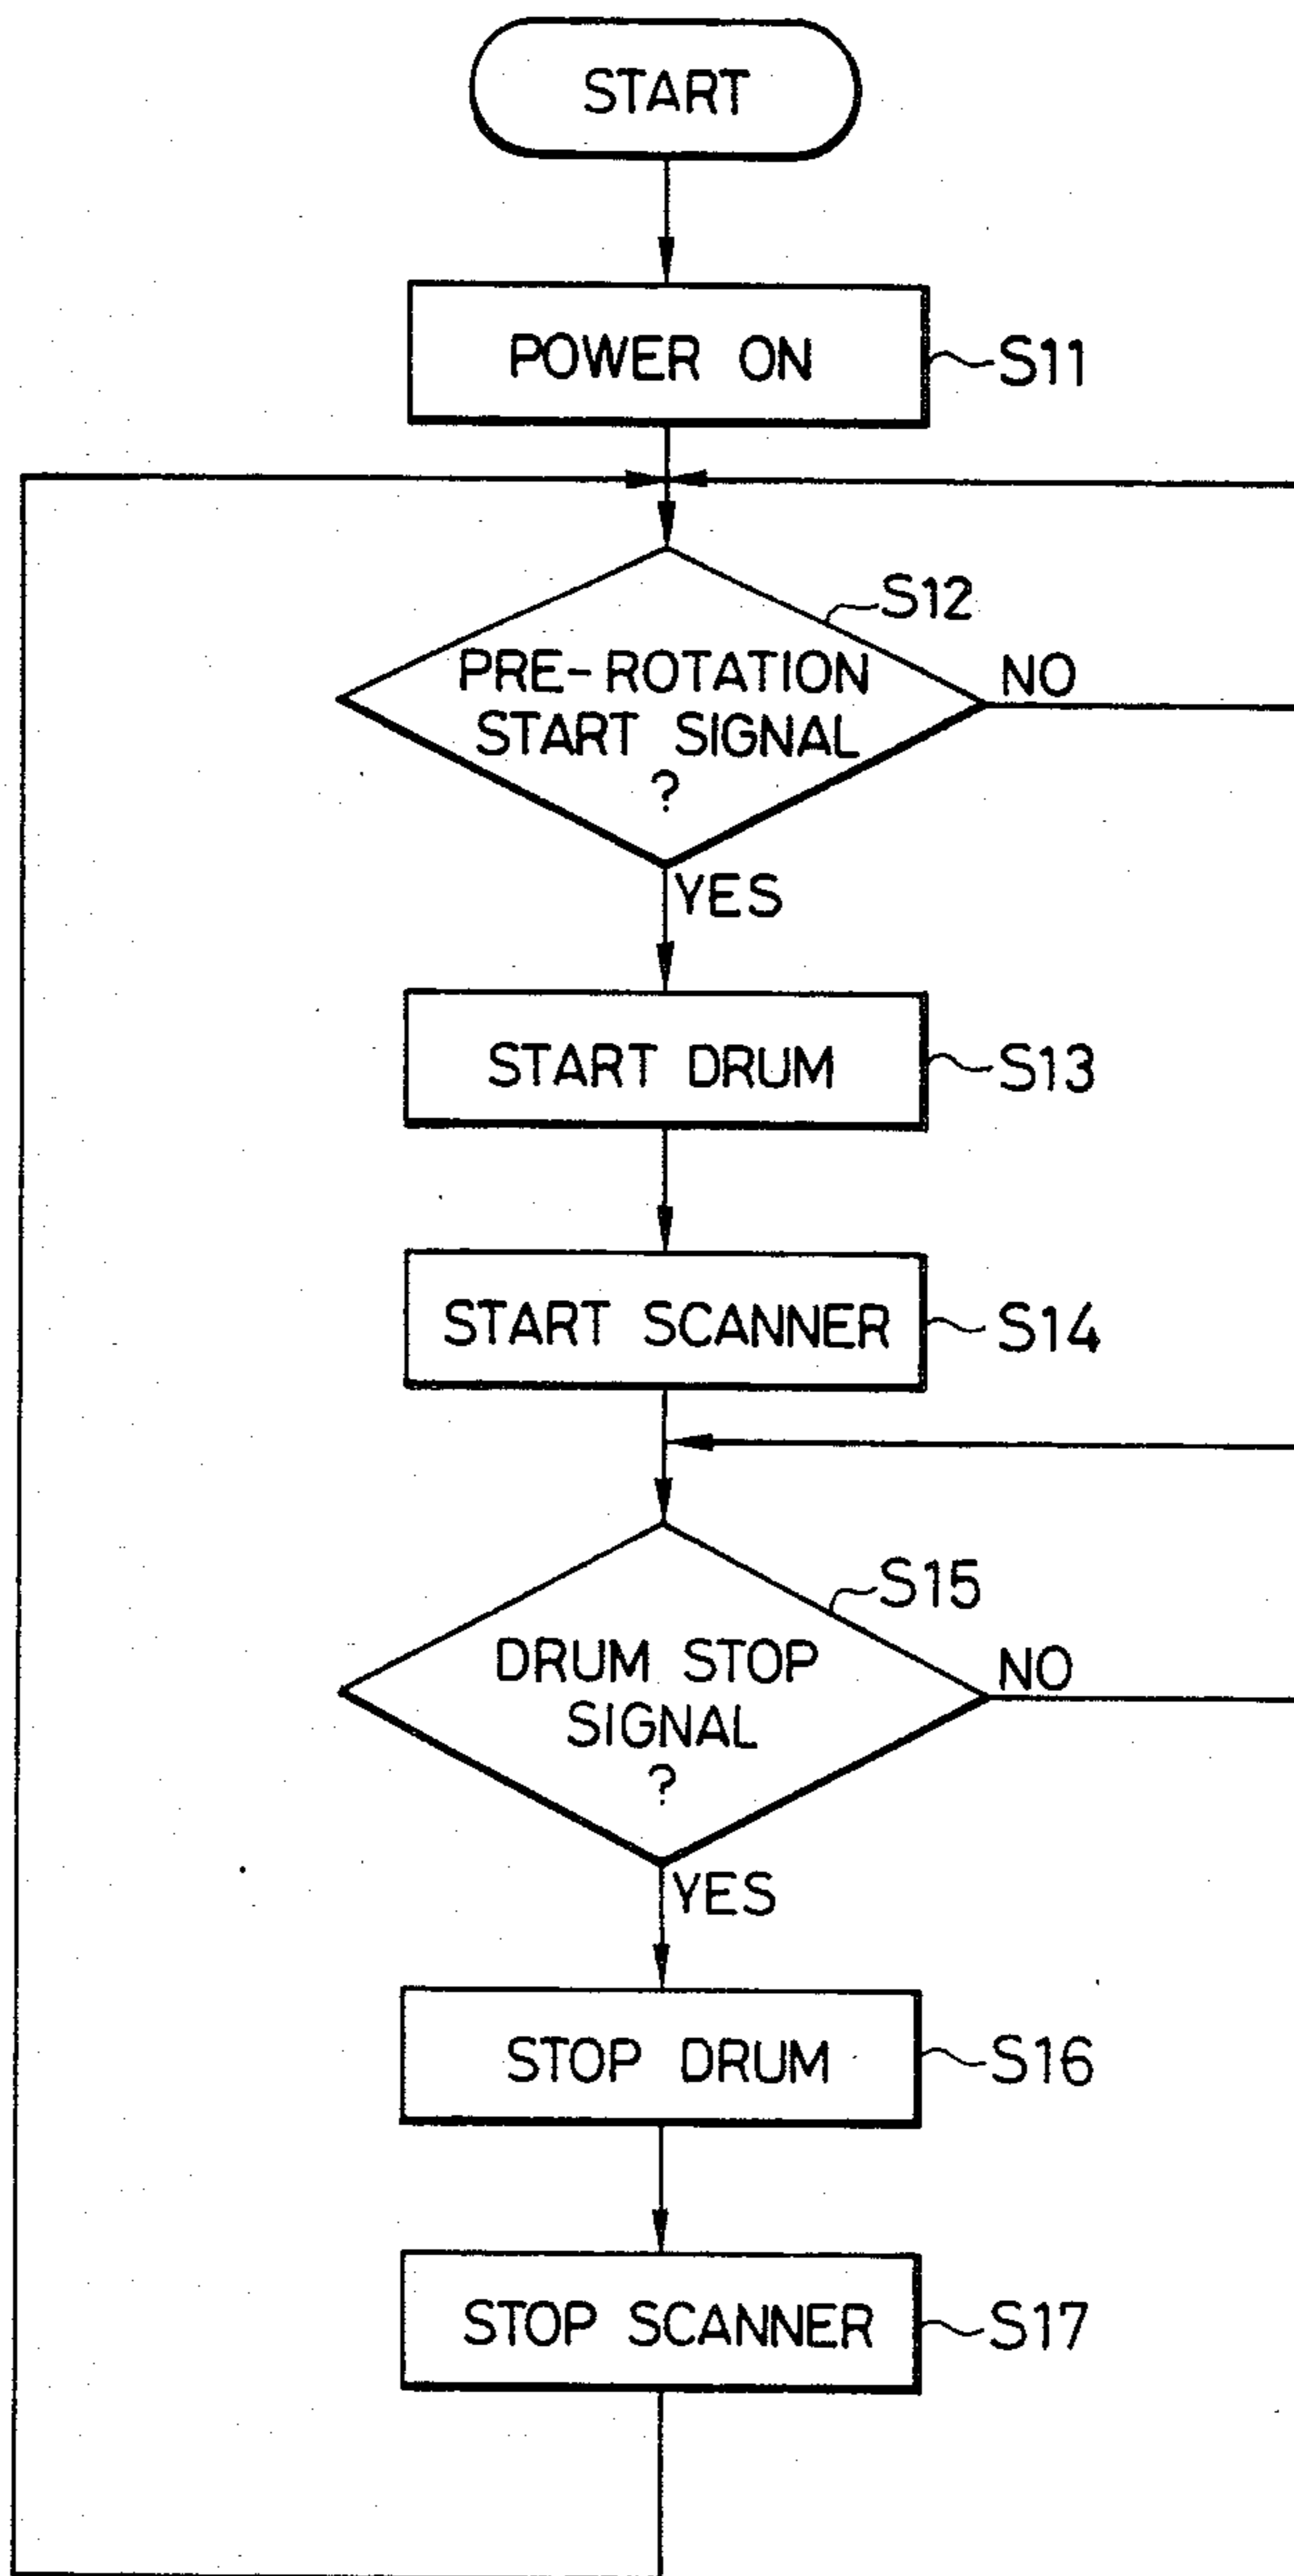 START
POWER ON
S11
S12
PRE-ROTATION
START SIGNAL
?
NO
YES
START DRUM
S13
START SCANNER
S14
S15
DRUM STOP
SIGNAL
?
NO
YES
STOP DRUM
S16
STOP SCANNER
S17